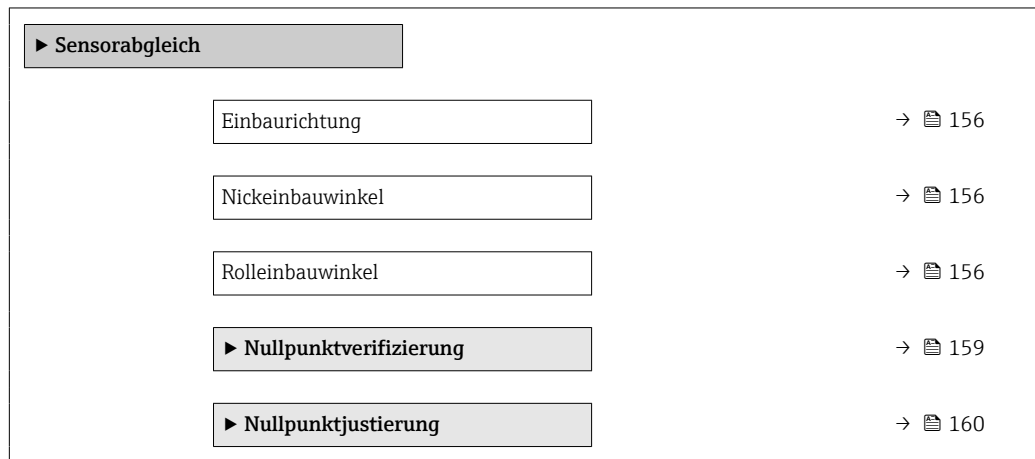 ▶ Sensorabgleich
Einbaurichtung → 156
Nickeinbauwinkel → 156
Rolleinbauwinkel → 156
▶ Nullpunktverifizierung → 159
▶ Nullpunktjustierung → 160